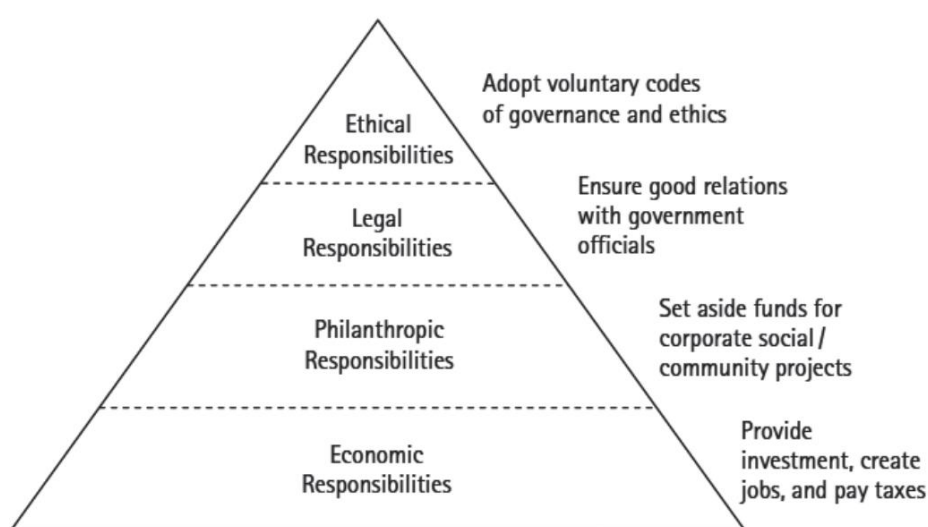 Ethical
Responsibilities
Adopt voluntary codes
of governance and ethics
Legal
Responsibilities
Ensure good relations
with government
officials
Philanthropic
Responsibilities
Set aside funds for
corporate social /
community projects
Economic
Responsibilities
Provide
investment, create
jobs, and pay taxes